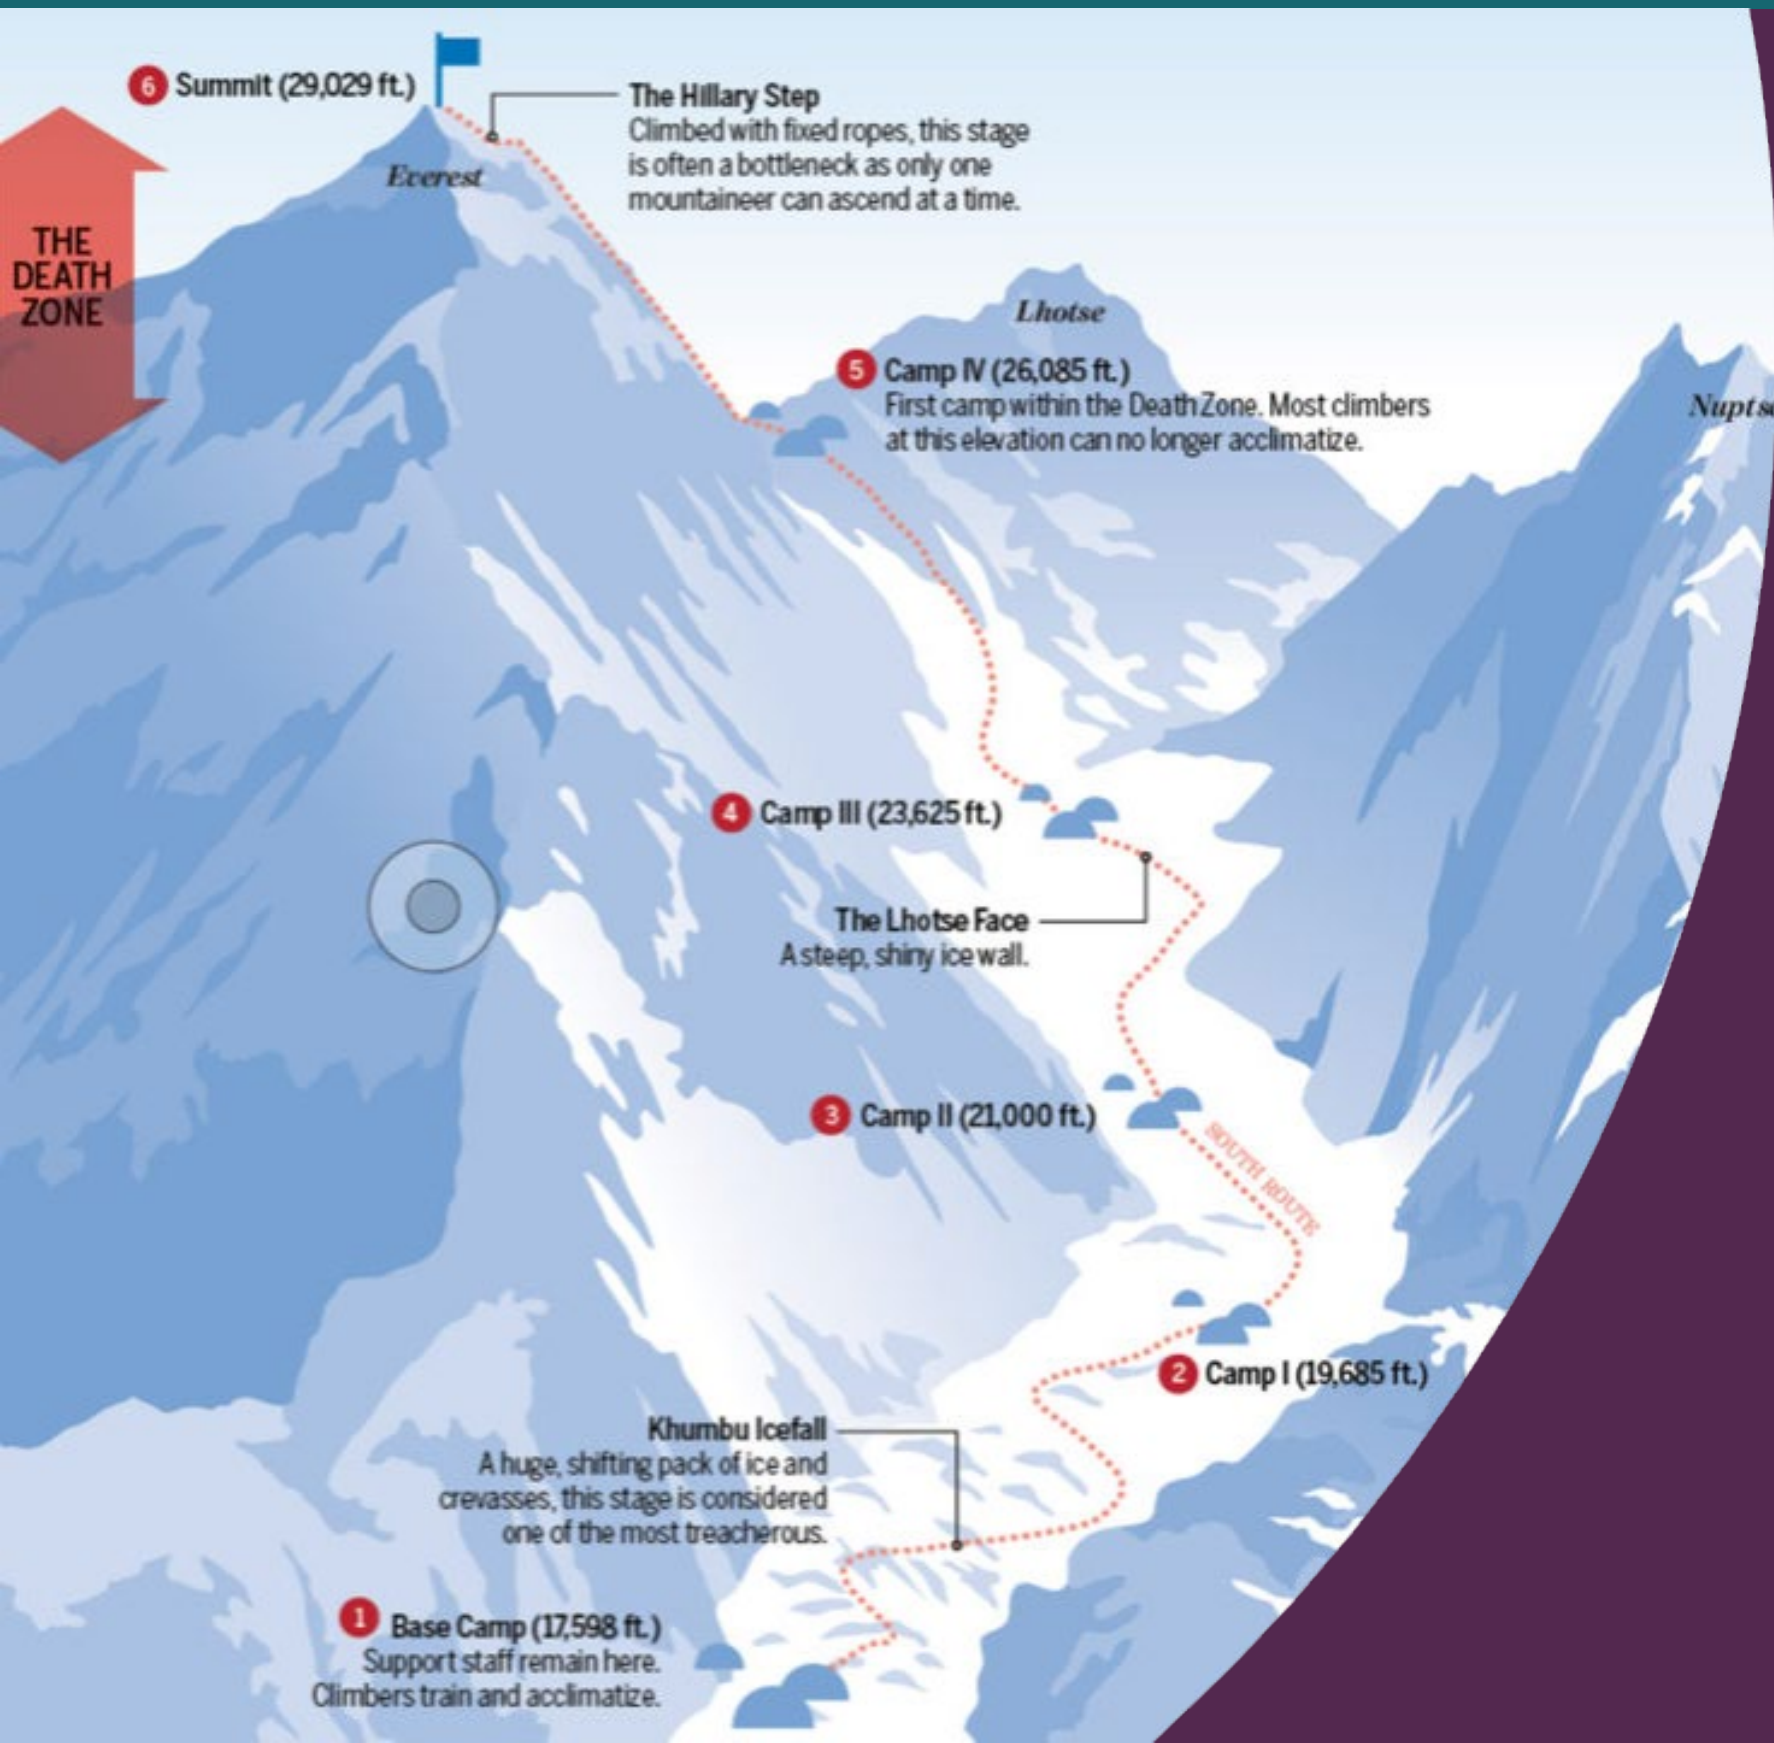 6 Summit (29,029 ft.)
The Hillary Step
Climbed with fixed ropes, this stage
is often a bottleneck as only one
mountaineer can ascend at a time.
Everest
THE
DEATH
ZONE
Lhotse
5 Camp IV (26,085 ft.)
First camp within the Death Zone. Most climbers
at this elevation can no longer acclimatize.
4 Camp III (23,625 ft.)
The Lhotse Face
A steep, shiny ice wall.
3 Camp II (21,000 ft.)
SOUTH ROUTE
2 Camp I (19,685 ft.)
Khumbu Icefall
A huge, shifting pack of ice and
crevasses, this stage is considered
one of the most treacherous.
1 Base Camp (17,598 ft.)
Support staff remain here.
Climbers train and acclimatize.